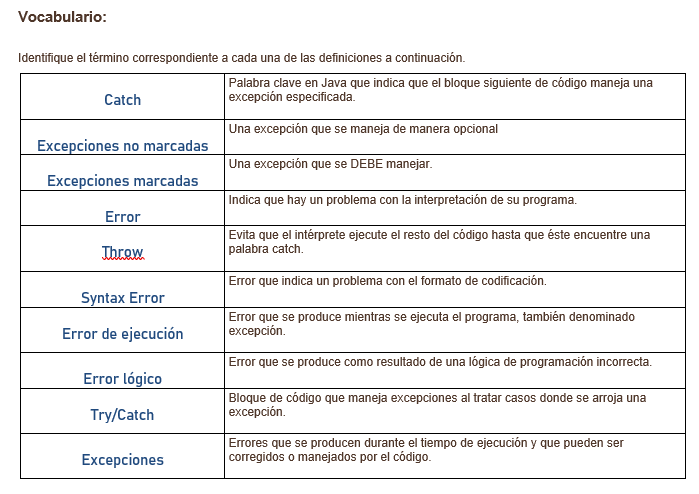 Vocabulario:
Identifique el término correspondiente a cada una de las definiciones a continuación.
Catch
Palabra clave en Java que indica que el bloque siguiente de código maneja una
excepción especificada.
Excepciones no marcadas
Una excepción que se maneja de manera opcional
Excepciones marcadas
Una excepción que se DEBE manejar.
Error
Indica que hay un problema con la interpretación de su programa.
Throw
Evita que el intérprete ejecute el resto del código hasta que éste encuentre una
palabra catch.
Syntax Error
Error que indica un problema con el formato de codificación.
Error de ejecución
Error que se produce mientras se ejecuta el programa, también denominado
excepción.
Error lógico
Error que se produce como resultado de una lógica de programación incorrecta.
Try/Catch
Bloque de código que maneja excepciones al tratar casos donde se arroja una
excepción.
Excepciones
Errores que se producen durante el tiempo de ejecución y que pueden ser
corregidos o manejados por el código.